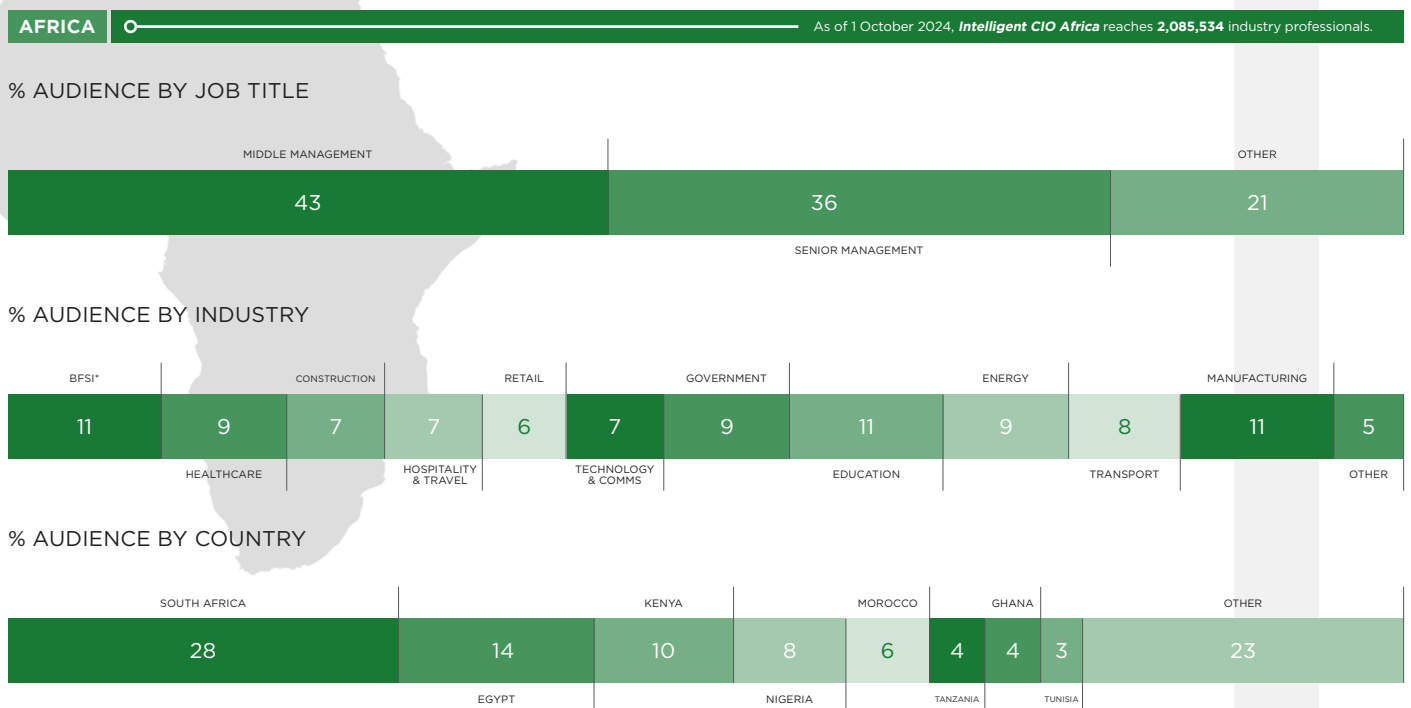 AFRICA
As of 1 October 2024, Intelligent CIO Africa reaches 2,085,534 industry professionals.
% AUDIENCE BY JOB TITLE
MIDDLE MANAGEMENT OTHER
43 36 21
SENIOR MANAGEMENT
% AUDIENCE BY INDUSTRY
BFSI* CONSTRUCTION RETAIL GOVERNMENT ENERGY MANUFACTURING
11 9 7 7 6 7 9 11 9 8 11 5
HEALTHCARE HOSPITALITY & TRAVEL TECHNOLOGY & COMMS EDUCATION TRANSPORT OTHER
% AUDIENCE BY COUNTRY
SOUTH AFRICA KENYA MOROCCO GHANA OTHER
28 14 10 8 6 4 4 3 23
EGYPT NIGERIA TANZANIA TUNISIA